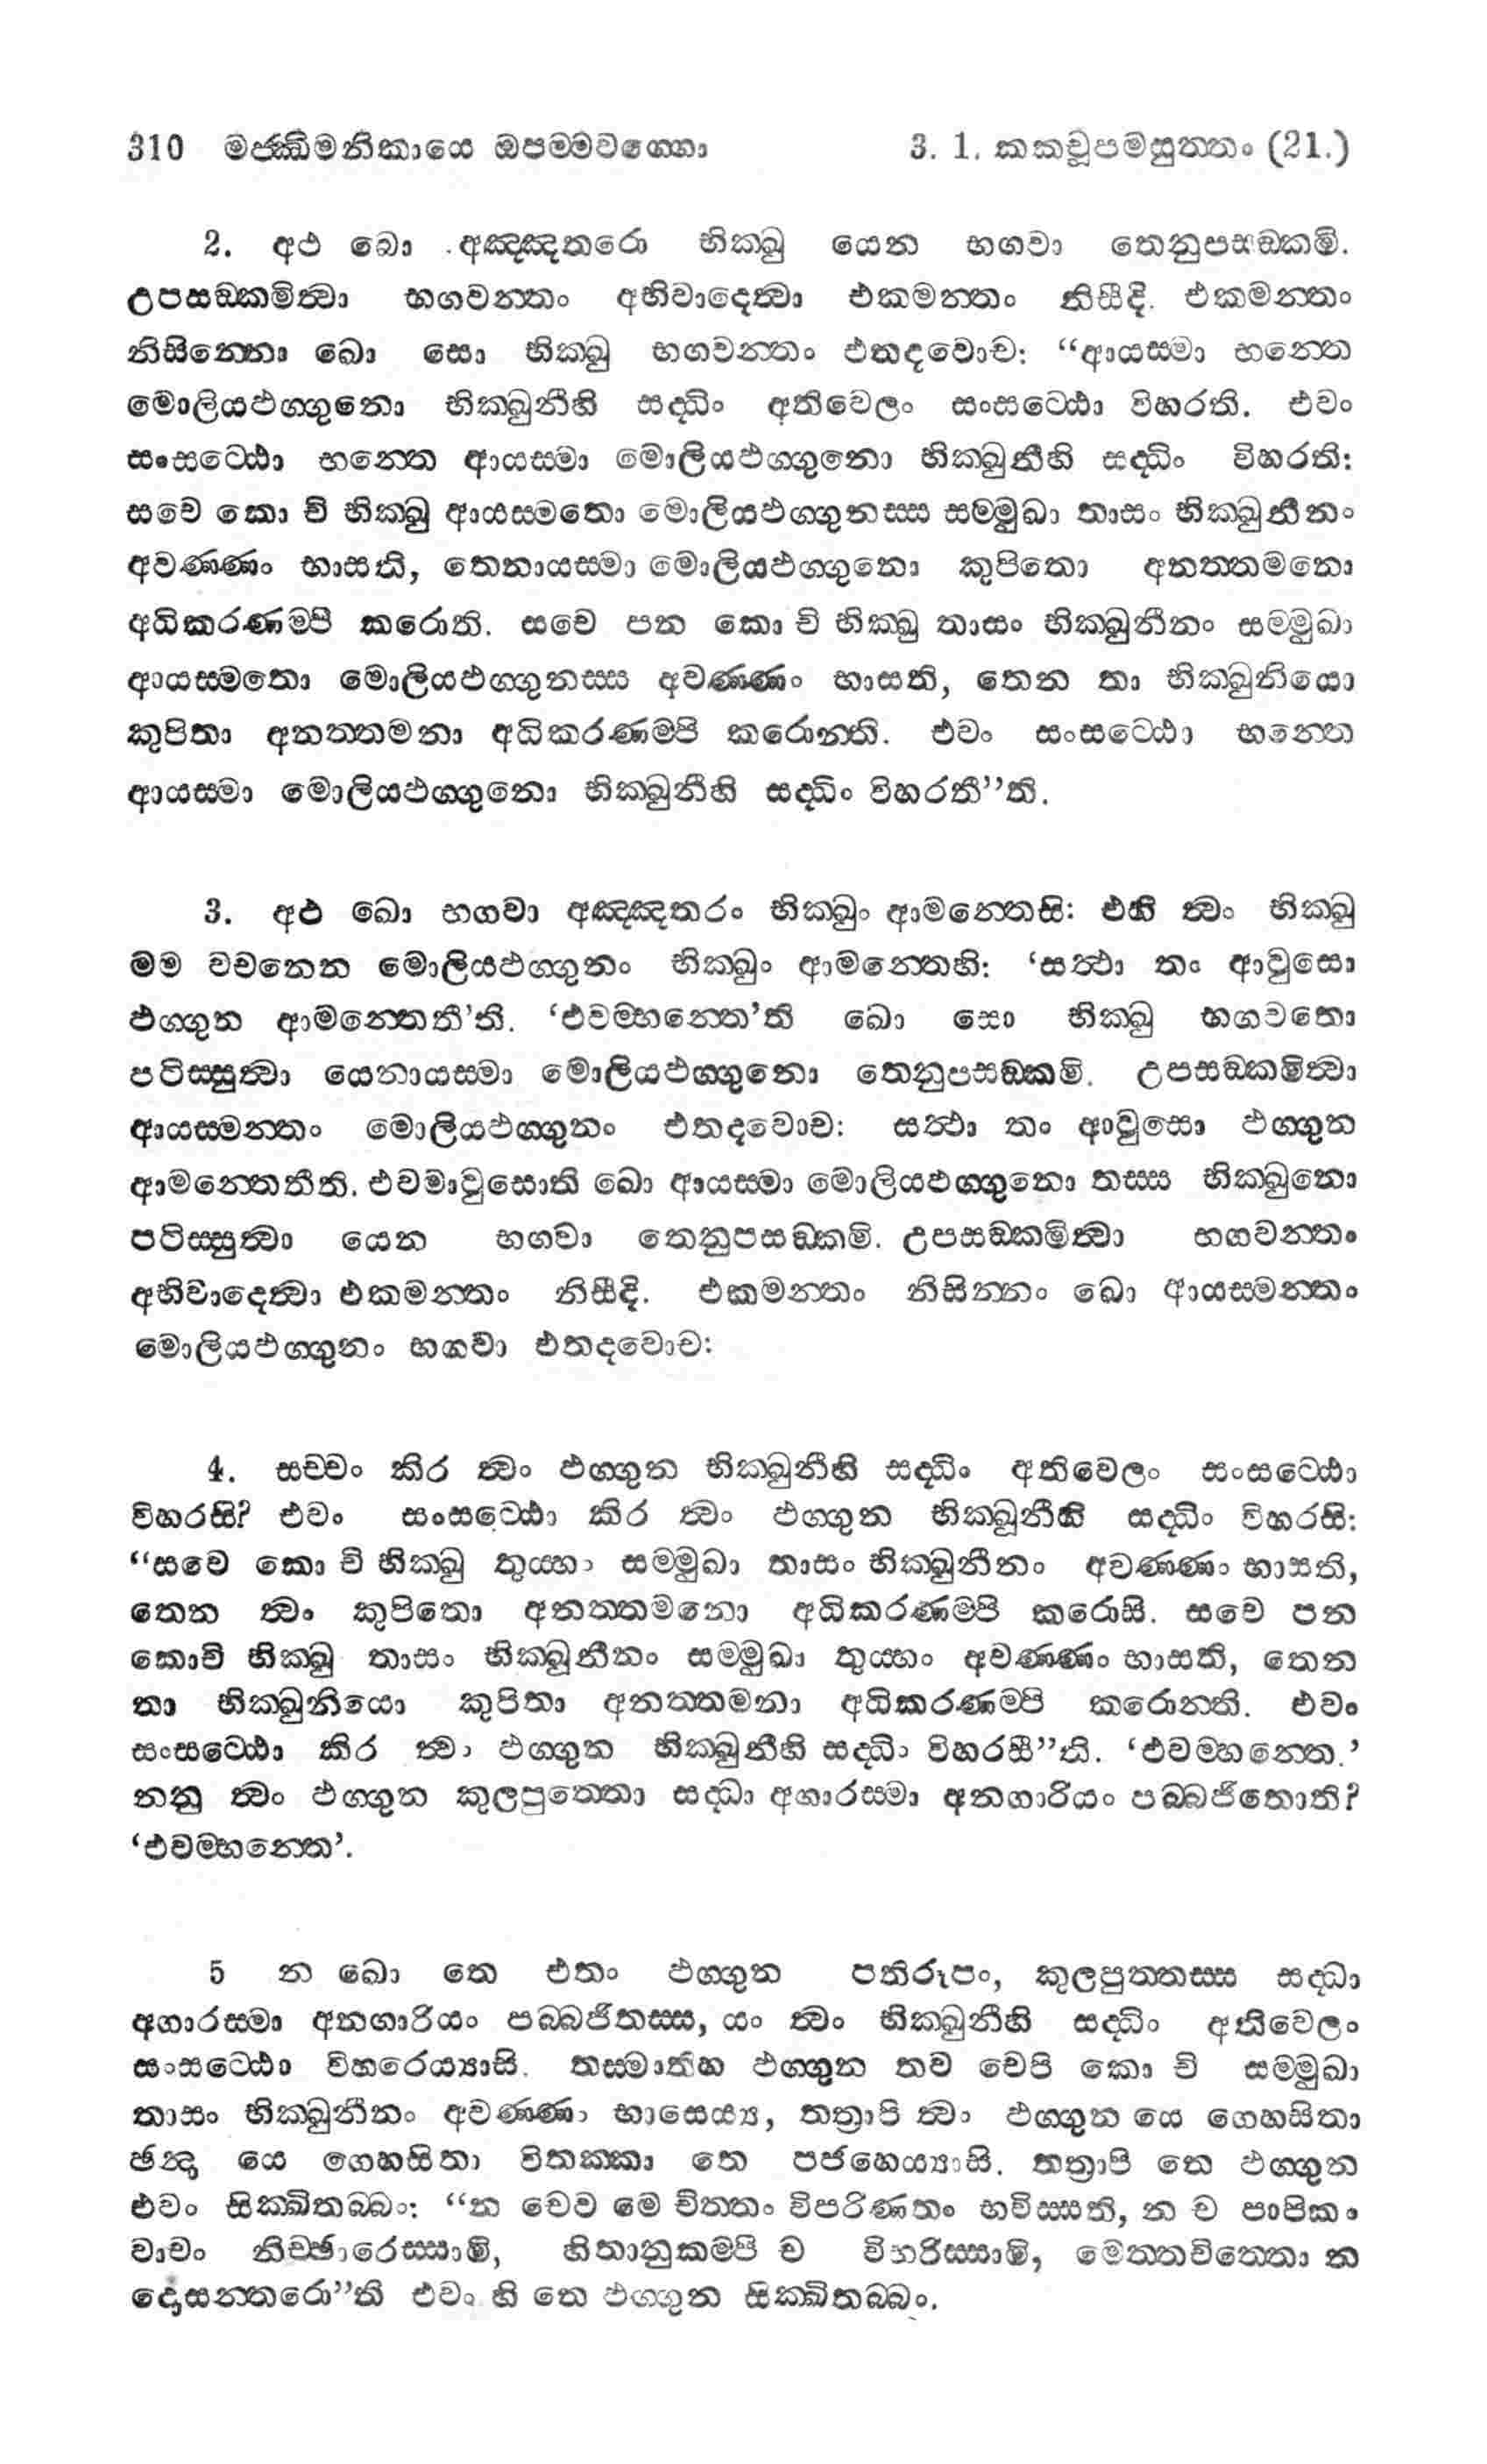 310 මජ්ඣිමනිකායෙ ඔපම්මවග්ගො 3. 1. කකචූපමසුත්තං (21.)
2. අථ ඛො අඤ්ඤතරො භික්ඛු යෙන භගවා තෙනුපසඞ්කමි.
උපසඞ්කමිත්වා භගවන්තං අභිවාදෙත්වා එකමන්තං නිසීදි. එකමන්තං
නිසින්නො ඛො සො භික්ඛු භගවන්තං එතදවොච: “ආයස්මා භන්තෙ
මොලියඵග්ගුනො භික්ඛුනීහි සද්ධිං අතිවෙලං සංසට්ඨො විහරති. එවං
සංසට්ඨො භන්තෙ ආයස්මා මොලියඵග්ගුනො භික්ඛුනීහි සද්ධිං විහරති:
සචෙ කො චි භික්ඛු ආයස්මතො මොලියඵග්ගුනස්ස සම්මුඛා තාසං භික්ඛුනීනං
අවණ්ණං භාසති, තෙනායස්මා මොලියඵග්ගුනො කුපිතො අනත්තමනො
අධිකරණම්පි කරොති. සචෙ පන කො චි භික්ඛු තාසං භික්ඛුනීනං සම්මුඛා
ආයස්මතො මොලියඵග්ගුනස්ස අවණ්ණං භාසති, තෙන තා භික්ඛුනියො
කුපිතා අනත්තමනා අධිකරණම්පි කරොන්ති. එවං සංසට්ඨො භන්තෙ
ආයස්මා මොලියඵග්ගුනො භික්ඛුනීහි සද්ධිං විහරතී”ති.
3. අථ ඛො භගවා අඤ්ඤතරං භික්ඛුං ආමන්තෙසි: එහි ත්වං භික්ඛු
මම වචනෙන මොලියඵග්ගුනං භික්ඛුං ආමන්තෙහි: ‘සත්ථා තං ආවුසො
ඵග්ගුන ආමන්තෙතී’ති. ‘එවම්භන්තෙ’ති ඛො සො භික්ඛු භගවතො
පටිස්සුත්වා යෙනායස්මා මොලියඵග්ගුනො තෙනුපසඞ්කමි. උපසඞ්කමිත්වා
ආයස්මන්තං මොලියඵග්ගුනං එතදවොච: සත්ථා තං ආවුසො ඵග්ගුන
ආමන්තෙතීති. එවමාවුසොති ඛො ආයස්මා මොලියඵග්ගුනො තස්ස භික්ඛුනො
පටිස්සුත්වා යෙන භගවා තෙනුපසඞ්කමි. උපසඞ්කමිත්වා භගවන්තං
අභිවාදෙත්වා එකමන්තං නිසීදි. එකමන්තං නිසින්නං ඛො ආයස්මන්තං
මොලියඵග්ගුනං භගවා එතදවොච:
4. සච්චං කිර ත්වං ඵග්ගුන භික්ඛුනීහි සද්ධිං අතිවෙලං සංසට්ඨො
විහරසි? එවං සංසට්ඨො කිර ත්වං ඵග්ගුන භික්ඛූනීහි සද්ධිං විහරසි:
“සචෙ කො චි භික්ඛු තුය්හං සම්මුඛා තාසං භික්ඛුනීනං අවණ්ණං භාසති,
තෙන ත්වං කුපිතො අනත්තමනො අධිකරණම්පි කරොසි. සචෙ පන
කොචි භික්ඛු තාසං භික්ඛූනීනං සම්මුඛා තුය්හං අවණ්ණං භාසති, තෙන
තා භික්ඛුනියො කුපිතා අනත්තමනා අධිකරණම්පි කරොන්ති. එවං
සංසට්ඨො කිර ත්වං ඵග්ගුන භික්ඛුනීහි සද්ධිං විහරසී”ති. ‘එවම්භන්තෙ.’
නනු ත්වං ඵග්ගුන කුලපුත්තො සද්ධා අගාරස්මා අනගාරියං පබ්බජිතොති?
‘එවම්භන්තෙ’.
5 න ඛො තෙ එතං ඵග්ගුන පතිරූපං, කුලපුත්තස්ස සද්ධා
අගාරස්මා අනගාරියං පබ්බජිතස්ස, යං ත්වං භික්ඛුනීහි සද්ධිං අතිවෙලං
සංසට්ඨො විහරෙය්‍යාසි. තස්මාතිහ ඵග්ගුන තව චෙපි කො චි සම්මුඛා
තාසං භික්ඛුනීනං අවණ්ණං භාසෙය්‍ය, තත්‍රාපි ත්වං ඵග්ගුන යෙ ගෙහසිතා
ඡන්දා යෙ ගෙහසිතා විතක්කා තෙ පජහෙය්‍යාසි. තත්‍රාපි තෙ ඵග්ගුන
එවං සික්ඛිතබ්බං: “න චෙව මෙ චිත්තං විපරිණතං භවිස්සති, න ච පාපිකං
වාචං නිච්ඡාරෙස්සාමි, හිතානුකම්පී ච විහරිස්සාමි, මෙත්තචිත්තො න
දොසන්තරො”ති එවං හි තෙ ඵග්ගුන සික්ඛිතබ්බං.